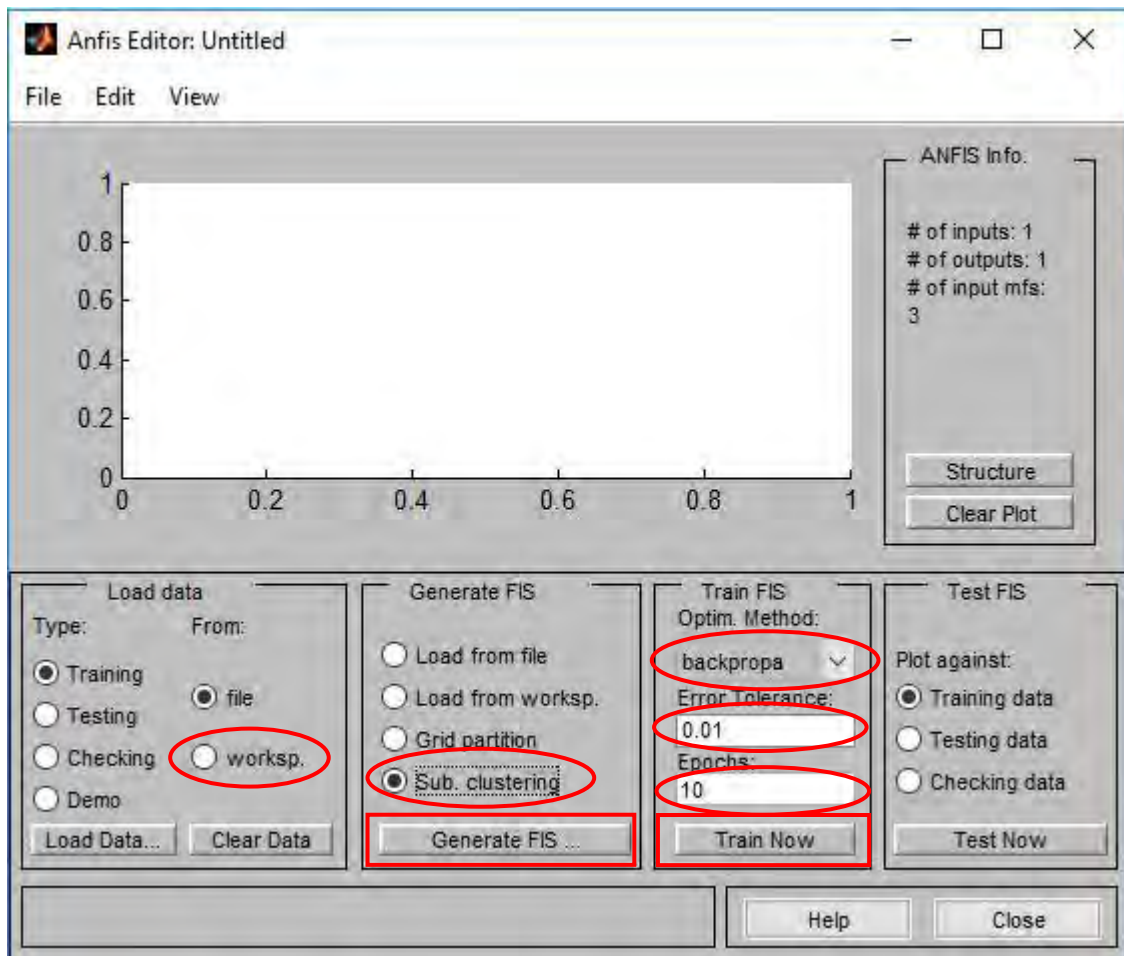 Anfis Editor: Untitled
File Edit View
1
0.8
0.6
0.4
0.2
0
0 0.2 0.4 0.6 0.8 1
ANFIS Info.
# of inputs: 1
# of outputs: 1
# of input mfs:
3
Structure
Clear Plot
Load data
Type: From:
Training
file
Testing
Checking
worksp.
Demo
Load Data... Clear Data
Generate FIS
Load from file
Load from worksp.
Grid partition
Sub. clustering
Generate FIS ...
Train FIS
Optim. Method:
backpropa
Error Tolerance:
0.01
Epochs:
10
Train Now
Test FIS
Plot against:
Training data
Testing data
Checking data
Test Now
Help Close